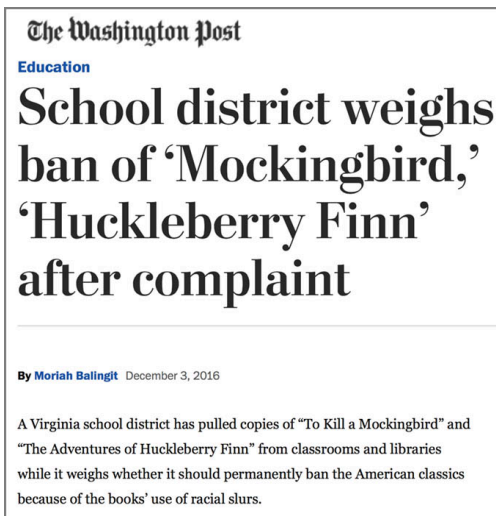 The Washington Post
Education
School district weighs
ban of ‘Mockingbird,’
‘Huckleberry Finn’
after complaint
By Moriah Balingit December 3, 2016
A Virginia school district has pulled copies of “To Kill a Mockingbird” and
“The Adventures of Huckleberry Finn” from classrooms and libraries
while it weighs whether it should permanently ban the American classics
because of the books’ use of racial slurs.